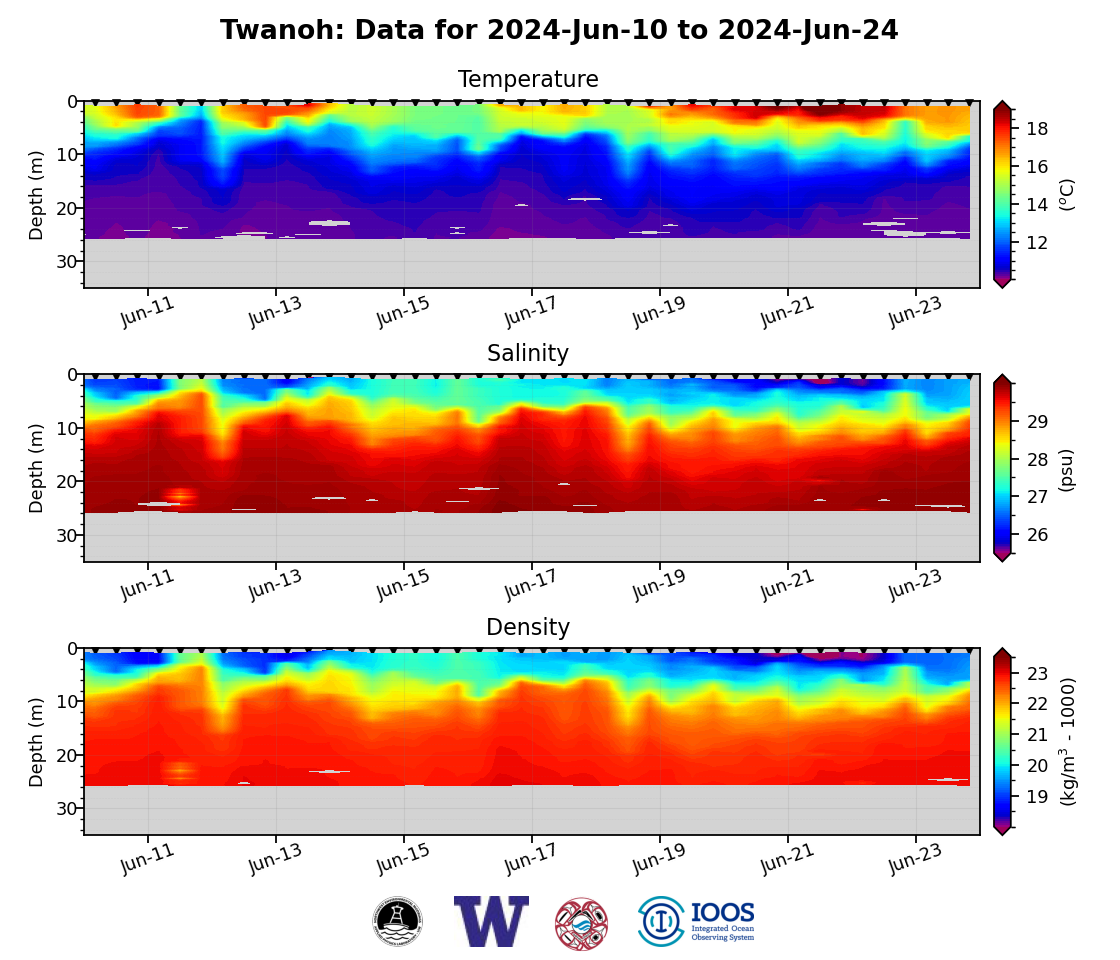 Twanoh: Data for 2024-Jun-10 to 2024-Jun-24
Temperature
Depth (m)
0
10
20
30
Jun-11
Jun-13
Jun-15
Jun-17
Jun-19
Jun-21
Jun-23
18
16
14
12
(°C)
Salinity
Depth (m)
0
10
20
30
Jun-11
Jun-13
Jun-15
Jun-17
Jun-19
Jun-21
Jun-23
29
28
27
26
(psu)
Density
Depth (m)
0
10
20
30
Jun-11
Jun-13
Jun-15
Jun-17
Jun-19
Jun-21
Jun-23
23
22
21
20
19
(kg/m³ - 1000)
W
IOOS
Integrated Ocean
Observing System